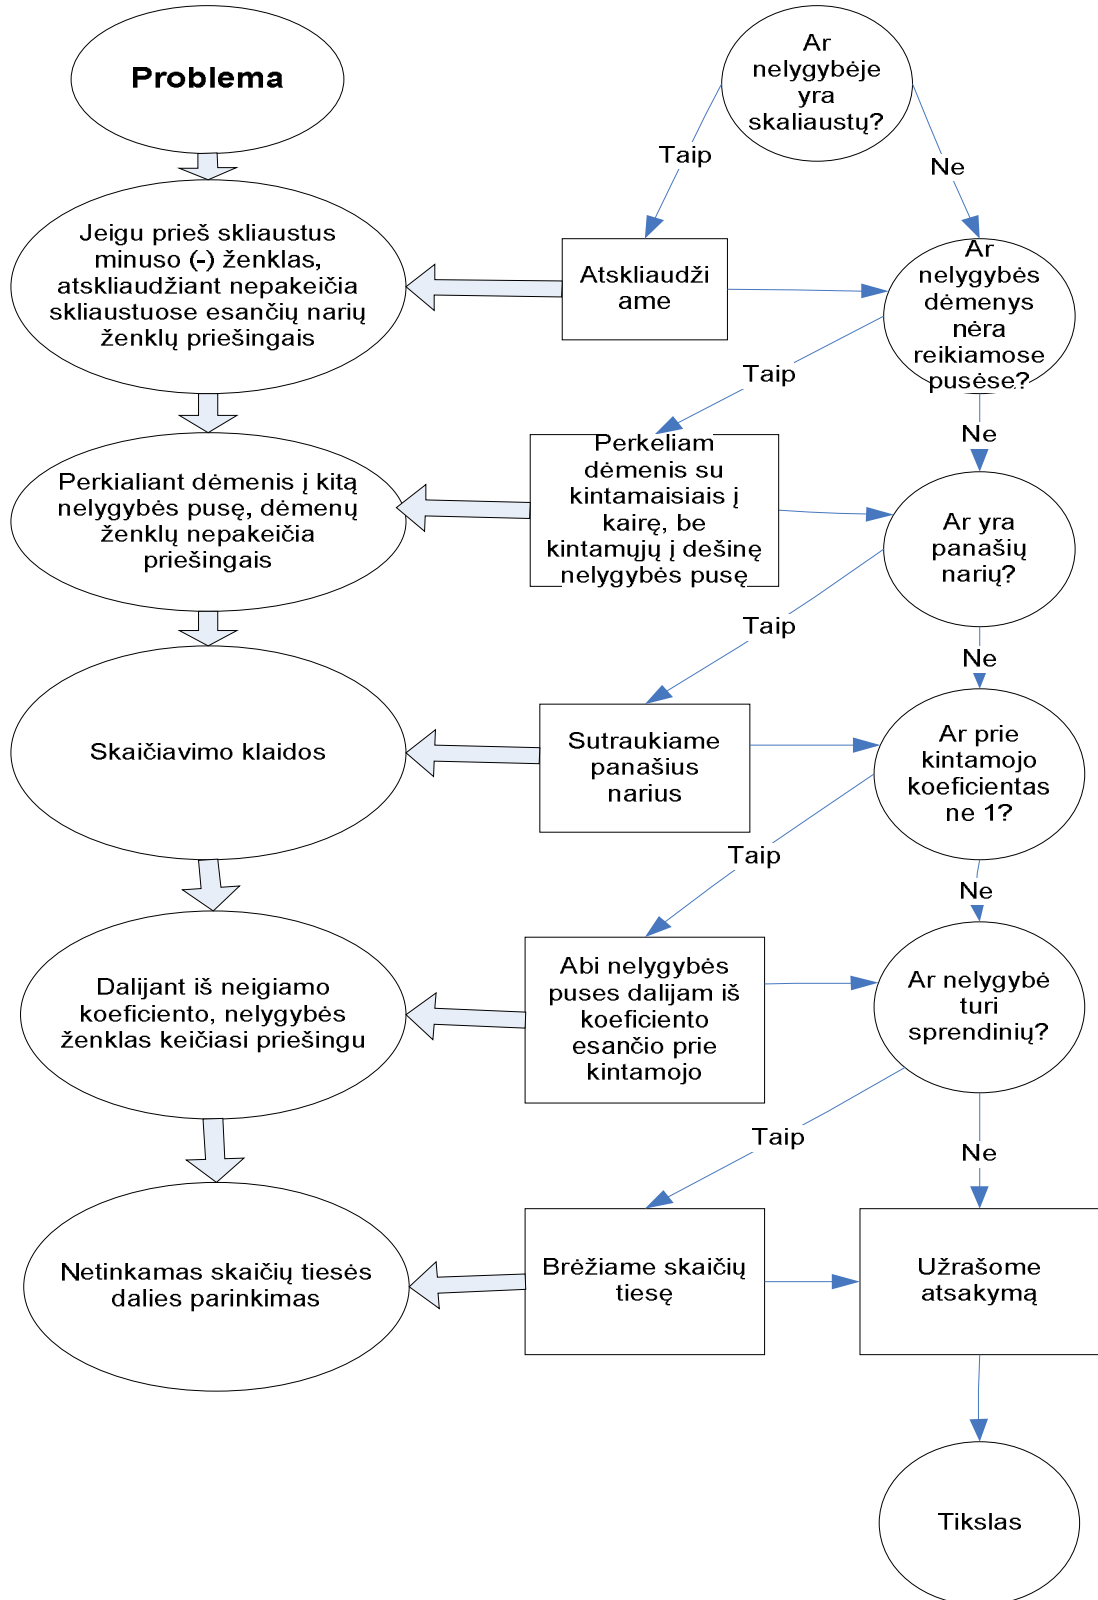 Problema
Ar
nelygybėje
yra
skaliaustų?
Taip
Ne
Jeigu prieš skliaustus
minuso (-) ženklas,
atskliaudžiant nepakeičia
skliaustuose esančių narių
ženklų priešingais
Atskliaudži
ame
Ar
nelygybės
dėmenys
nėra
reikiamose
pusėse?
Taip
Ne
Perkialiant dėmenis į kitą
nelygybės pusę, dėmenų
ženklų nepakeičia
priešingais
Perkeliam
dėmenis su
kintamaisiais į
kairę, be
kintamųjų į dešinę
nelygybės pusę
Ar yra
panašių
narių?
Taip
Ne
Skaičiavimo klaidos
Sutraukiame
panašius
narius
Ar prie
kintamojo
koeficientas
ne 1?
Taip
Ne
Dalijant iš neigiamo
koeficiento, nelygybės
ženklas keičiasi priešingu
Abi nelygybės
puses dalijam iš
koeficiento
esančio prie
kintamojo
Ar nelygybė
turi
sprendinių?
Taip
Ne
Netinkamas skaičių tiesės
dalies parinkimas
Brėžiame skaičių
tiesę
Užrašome
atsakymą
Tikslas